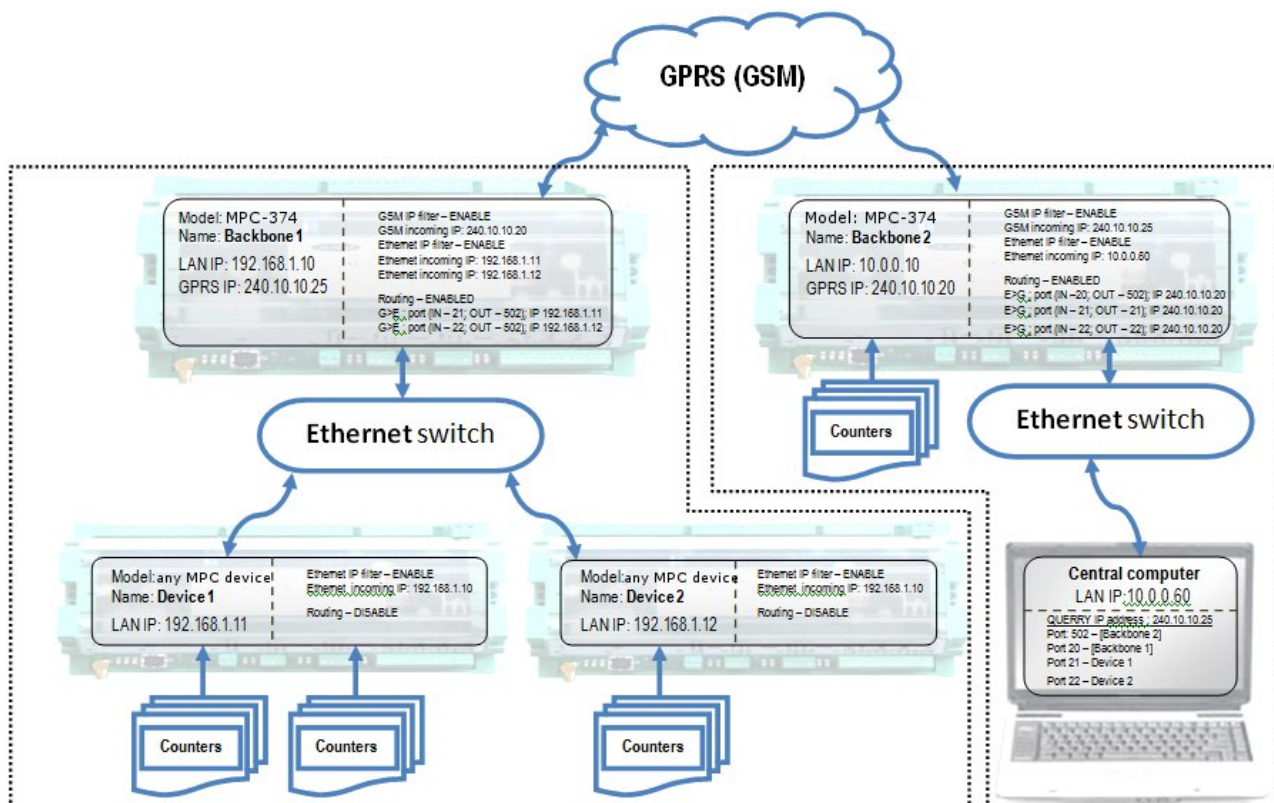 GPRS (GSM)
Model: MPC-374
Name: Backbone1
LAN IP: 192.168.1.10
GPRS IP: 240.10.10.25
GSM IP filter – ENABLE
GSM incoming IP: 240.10.10.20
Ethernet IP filter – ENABLE
Ethernet incoming IP: 192.168.1.11
Ethernet incoming IP: 192.168.1.12
Routing – ENABLED
G>E ; port (IN – 21; OUT – 502); IP 192.168.1.11
G>E ; port (IN – 22; OUT – 502); IP 192.168.1.12
Model: MPC-374
Name: Backbone2
LAN IP: 10.0.0.10
GPRS IP: 240.10.10.20
GSM IP filter – ENABLE
GSM incoming IP: 240.10.10.25
Ethernet IP filter – ENABLE
Ethernet incoming IP: 10.0.0.60
Routing – ENABLED
E>G ; port (IN –20; OUT – 502); IP 240.10.10.20
E>G ; port (IN – 21; OUT – 21); IP 240.10.10.20
E>G ; port (IN – 22; OUT – 22); IP 240.10.10.20
Ethernet switch
Counters
Ethernet switch
Model:any MPC device
Name: Device1
LAN IP: 192.168.1.11
Ethernet IP filter – ENABLE
Ethernet incoming IP: 192.168.1.10
Routing – DISABLE
Model:any MPC device
Name: Device2
LAN IP: 192.168.1.12
Ethernet IP filter – ENABLE
Ethernet incoming IP: 192.168.1.10
Routing – DISABLE
Central computer
LAN IP:10.0.0.60
QUERRY IP address : 240.10.10.25
Port: 502 – [Backbone 2]
Port 20 – [Backbone 1]
Port 21 – Device 1
Port 22 – Device 2
Counters
Counters
Counters